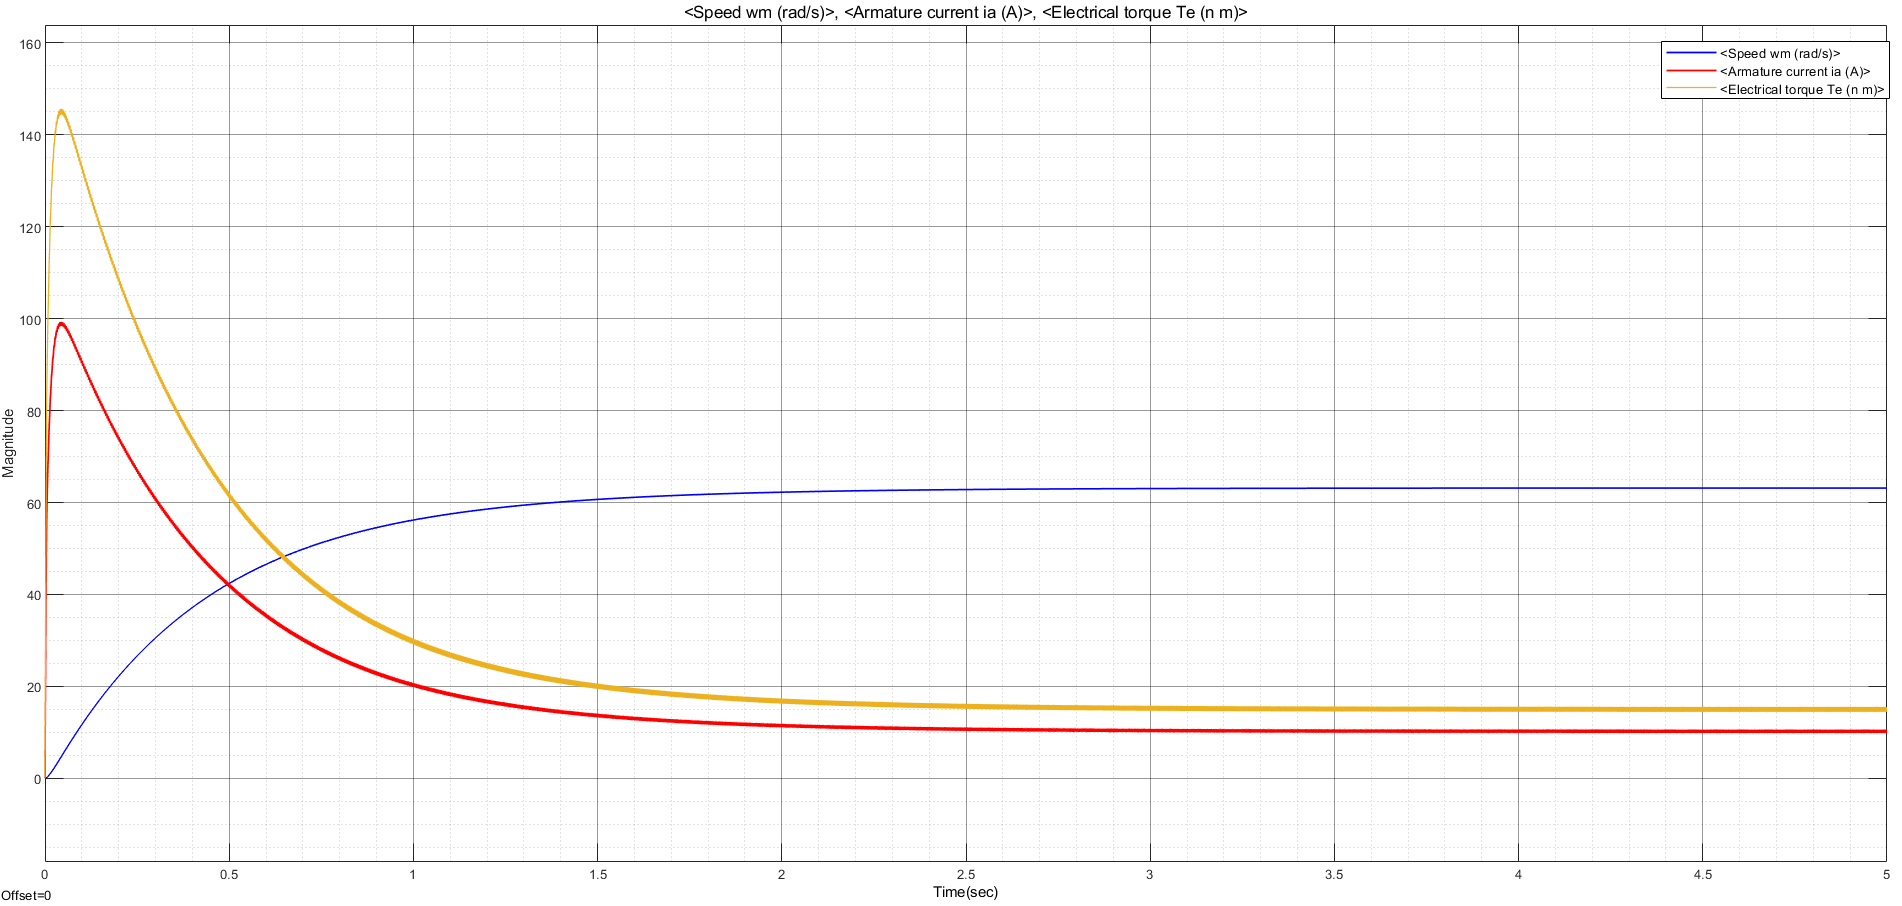 <Speed wm (rad/s)>, <Armature current ia (A)>, <Electrical torque Te (n m)>
<Speed wm (rad/s)>
<Armature current ia (A)>
<Electrical torque Te (n m)>
Magnitude
160
140
120
100
80
60
40
20
0
0 0.5 1 1.5 2 2.5 3 3.5 4 4.5 5
Time(sec)
Offset=0